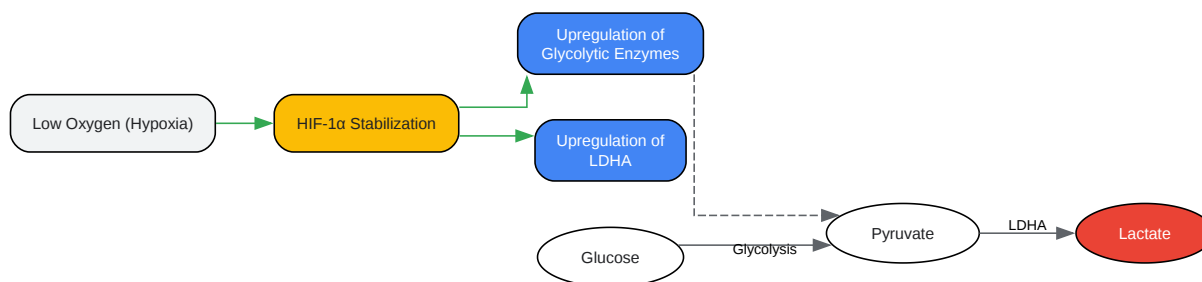 Upregulation of
Glycolytic Enzymes
Low Oxygen (Hypoxia)
HIF-1α Stabilization
Upregulation of
LDHA
Glucose
Glycolysis
Pyruvate
LDHA
Lactate